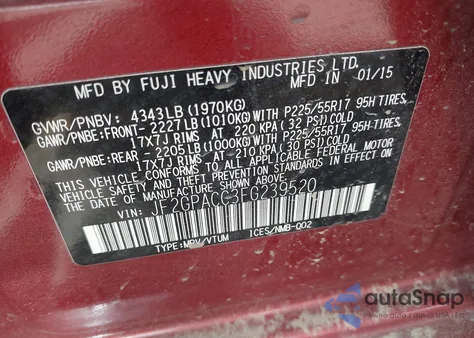 MFD BY FUJI HEAVY INDUSTRIES LTD.
MFD. IN 01/15
GVWR/PNBV: 4343LB(1970KG)
GAWR/PNBE:FRONT- 2227LB(1010KG)WITH P225/55R17 95H TIRES,
17X7J RIMS AT 220 KPA (32 PSI)COLD
GAWR/PNBE:REAR - 2205LB(1000KG)WITH P225/55R17 95H TIRES,
17X7J RIMS AT 210 KPA (30 PSI)COLD
THIS VEHICLE CONFORMS TO ALL APPLICABLE FEDERAL MOTOR
VEHICLE SAFETY AND THEFT PREVENTION STANDARDS IN EFFECT ON
THE DATE OF MANUFACTURE SHOWN ABOVE.
VIN: JF2GPACG3FG239520
TYPE:MPV/VTUM ICES/NMB-002
autoSnap